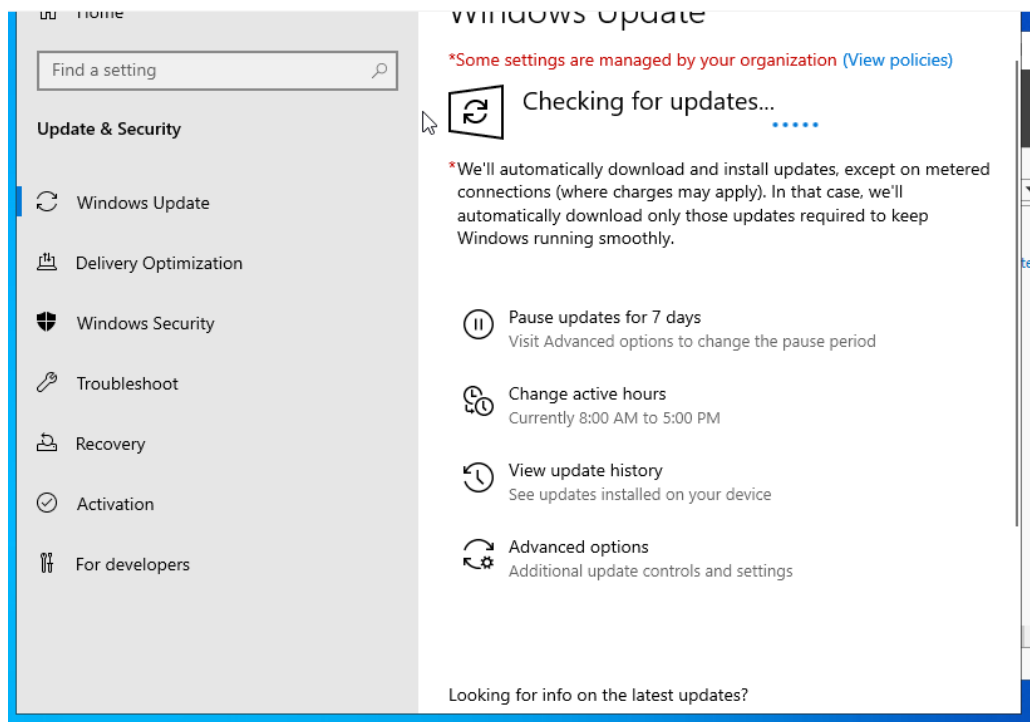 Home
Windows Update
Find a setting
*Some settings are managed by your organization (View policies)
Update & Security
Checking for updates...
*We'll automatically download and install updates, except on metered
connections (where charges may apply). In that case, we'll
automatically download only those updates required to keep
Windows running smoothly.
Windows Update
Delivery Optimization
Windows Security
Troubleshoot
Recovery
Activation
For developers
Pause updates for 7 days
Visit Advanced options to change the pause period
Change active hours
Currently 8:00 AM to 5:00 PM
View update history
See updates installed on your device
Advanced options
Additional update controls and settings
Looking for info on the latest updates?